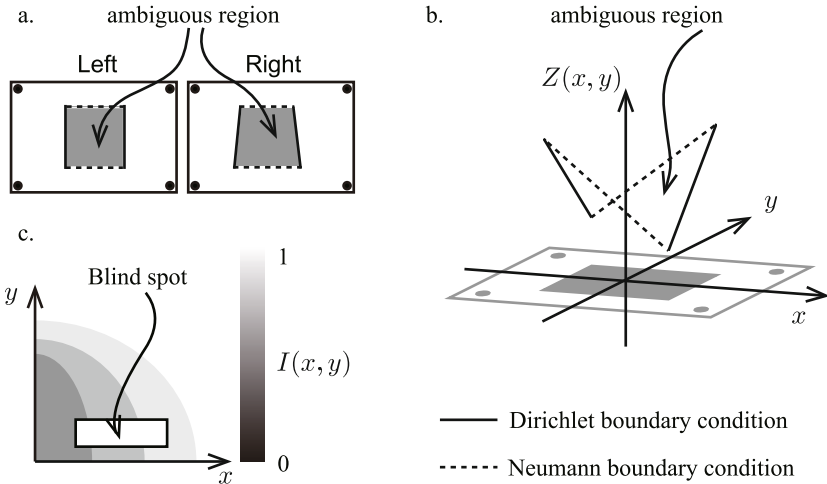 a.
ambiguous region
Left
Right
b.
ambiguous region
Z(x, y)
y
x
c.
Blind spot
y
x
1
I(x, y)
0
Dirichlet boundary condition
Neumann boundary condition